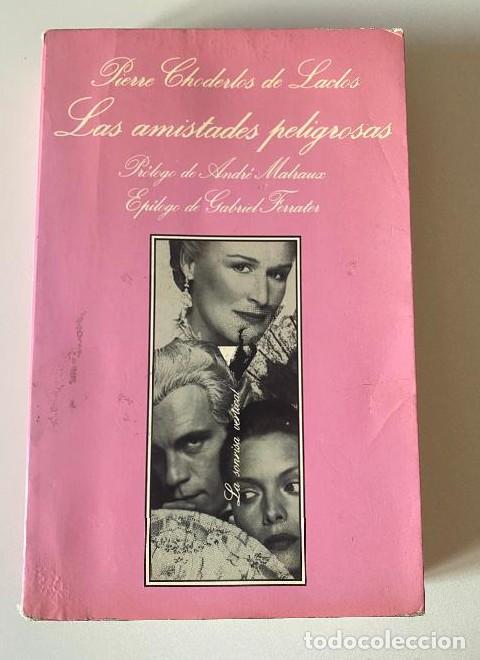 Pierre Choderlos de Laclos
Las amistades peligrosas
Prólogo de André Malraux
Epílogo de Gabriel Ferrater
La sonrisa vertical
todocoleccion